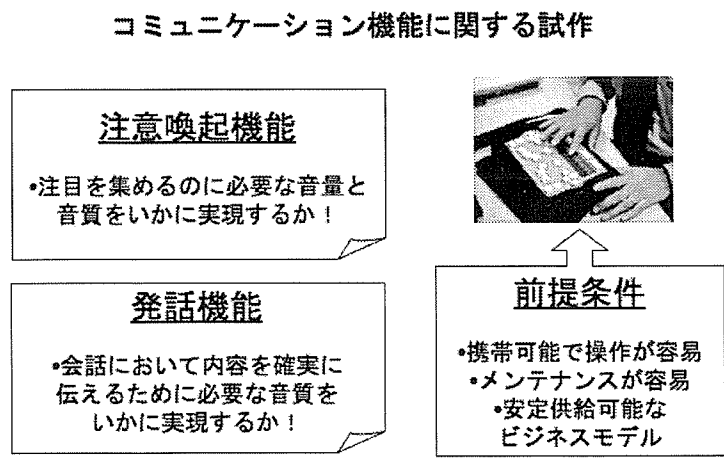 コミュニケーション機能に関する試作
注意喚起機能
•注目を集めるのに必要な音量と
音質をいかに実現するか！
発話機能
•会話において内容を確実に
伝えるために必要な音質を
いかに実現するか！
前提条件
•携帯可能で操作が容易
•メンテナンスが容易
•安定供給可能な
ビジネスモデル